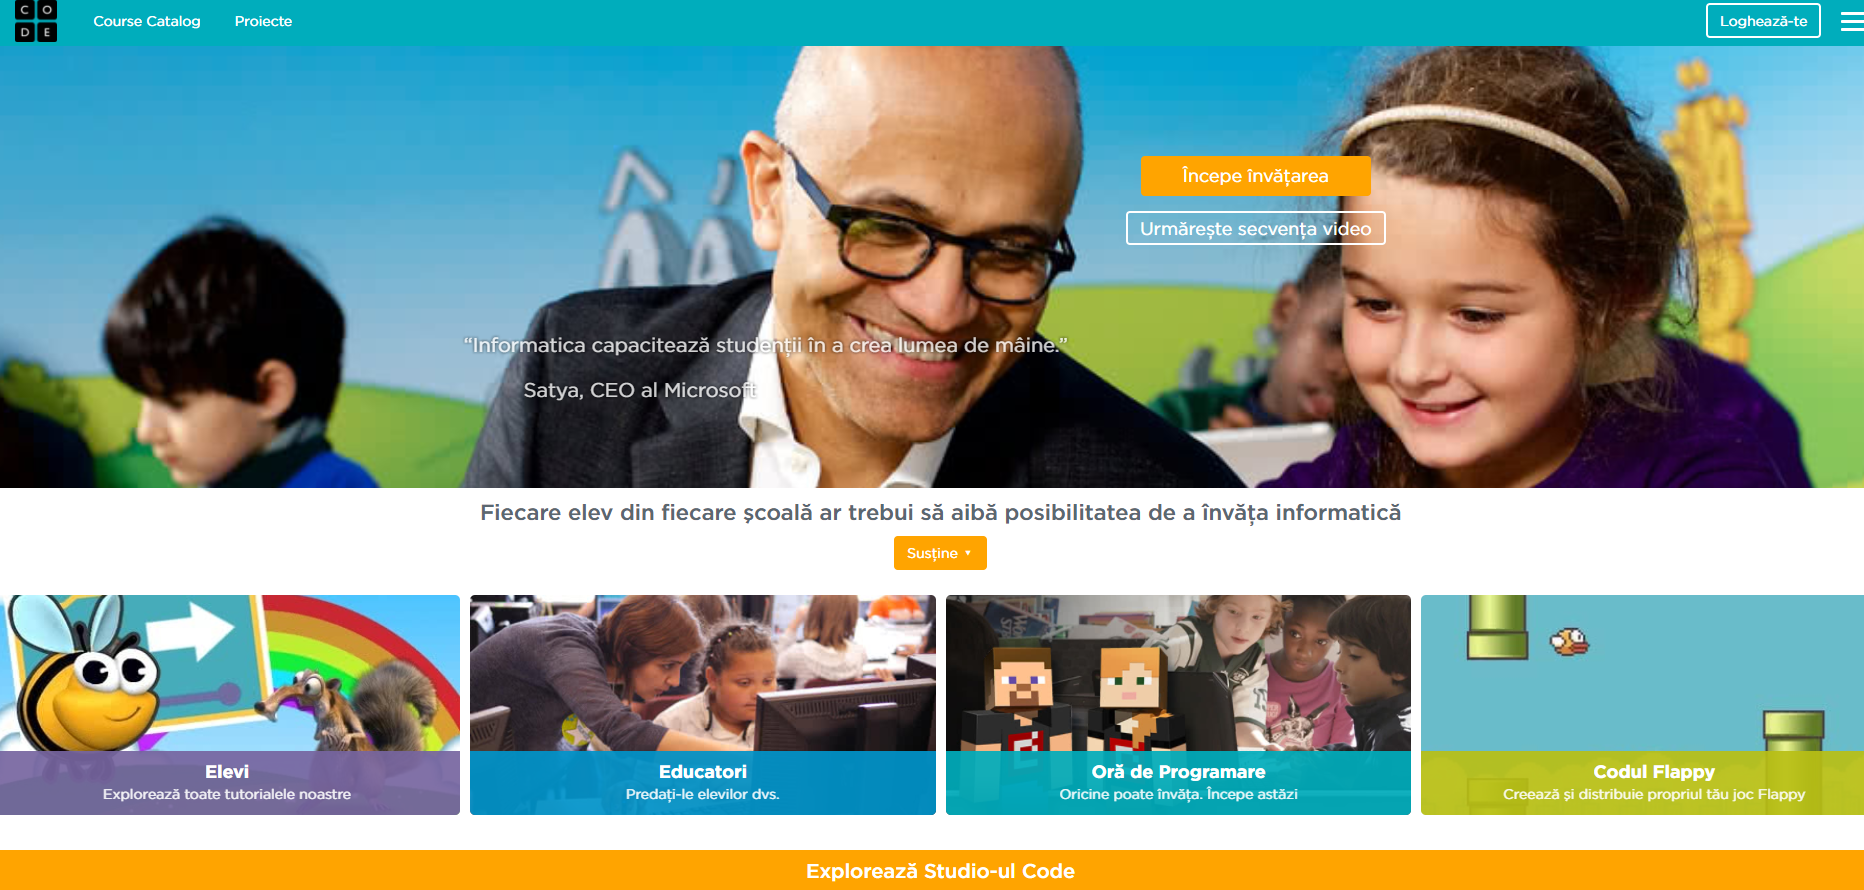 CO
DE
Course Catalog
Proiecte
Loghează-te
Începe învățarea
Urmărește secvența video
“Informatica capacitează studenții în a crea lumea de mâine.”
Satya, CEO al Microsoft
Fiecare elev din fiecare școală ar trebui să aibă posibilitatea de a învăța informatică
Susține
Elevi
Explorează toate tutorialele noastre
Educatori
Predați-le elevilor dvs.
Oră de Programare
Oricine poate învăța. Începe astăzi
Codul Flappy
Creează și distribuie propriul tău joc Flappy
Explorează Studio-ul Code